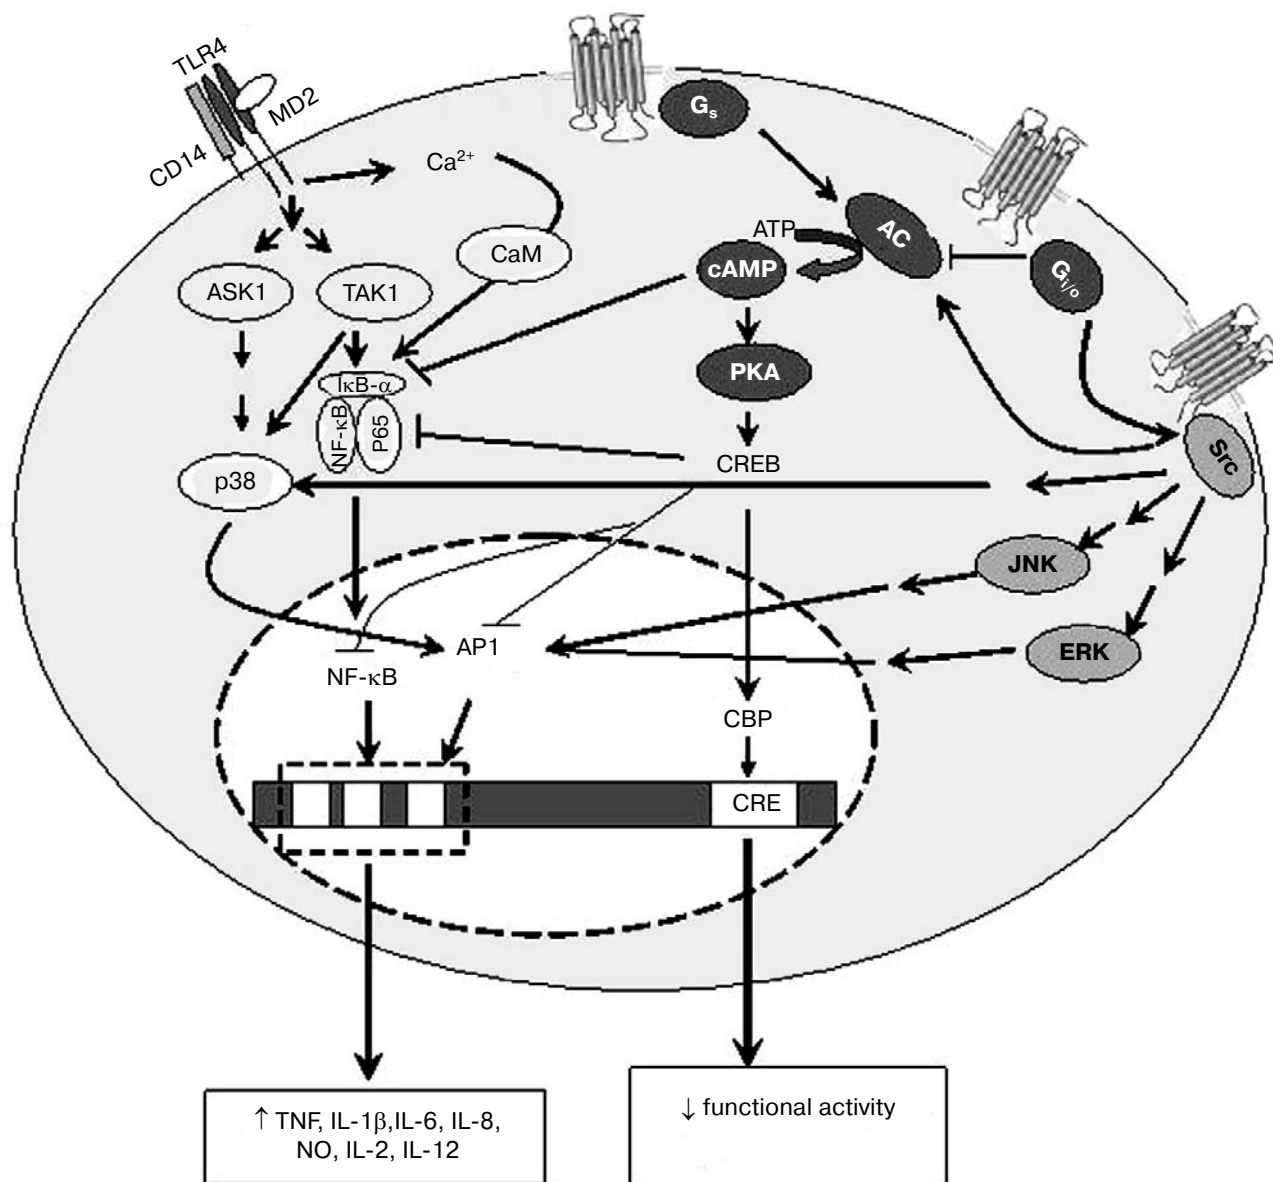 TLR4
MD2
CD14
Ca²⁺
CaM
ASK1
TAK1
IκB-α
NF-κB
P65
p38
Gₛ
AC
ATP
cAMP
PKA
CREB
Gᵢ/ₒ
Src
JNK
ERK
AP1
NF-κB
CBP
CRE
↑ TNF, IL-1β,IL-6, IL-8,
NO, IL-2, IL-12
↓ functional activity